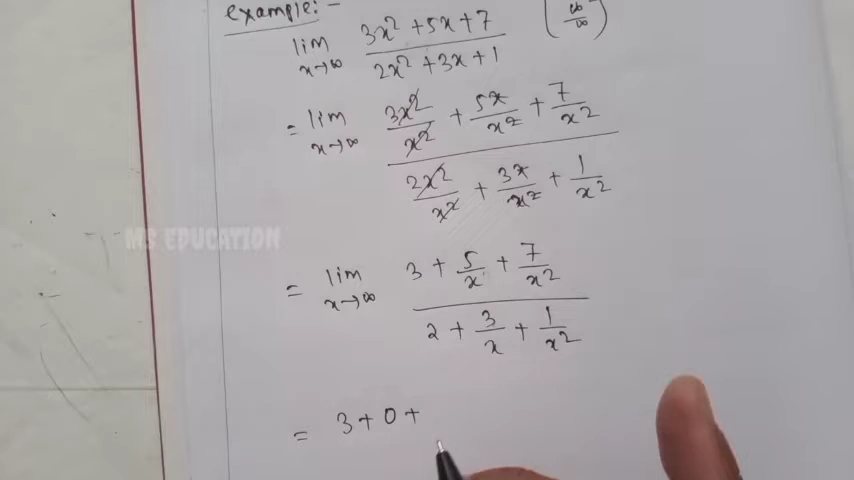 example:-
lim x→∞ (3x² + 5x + 7)/(2x² + 3x + 1) (∞/∞)
= lim x→∞ (3x²/x² + 5x/x² + 7/x²)/(2x²/x² + 3x/x² + 1/x²)
MS EDUCATION
= lim x→∞ (3 + 5/x + 7/x²)/(2 + 3/x + 1/x²)
= 3 + 0 +